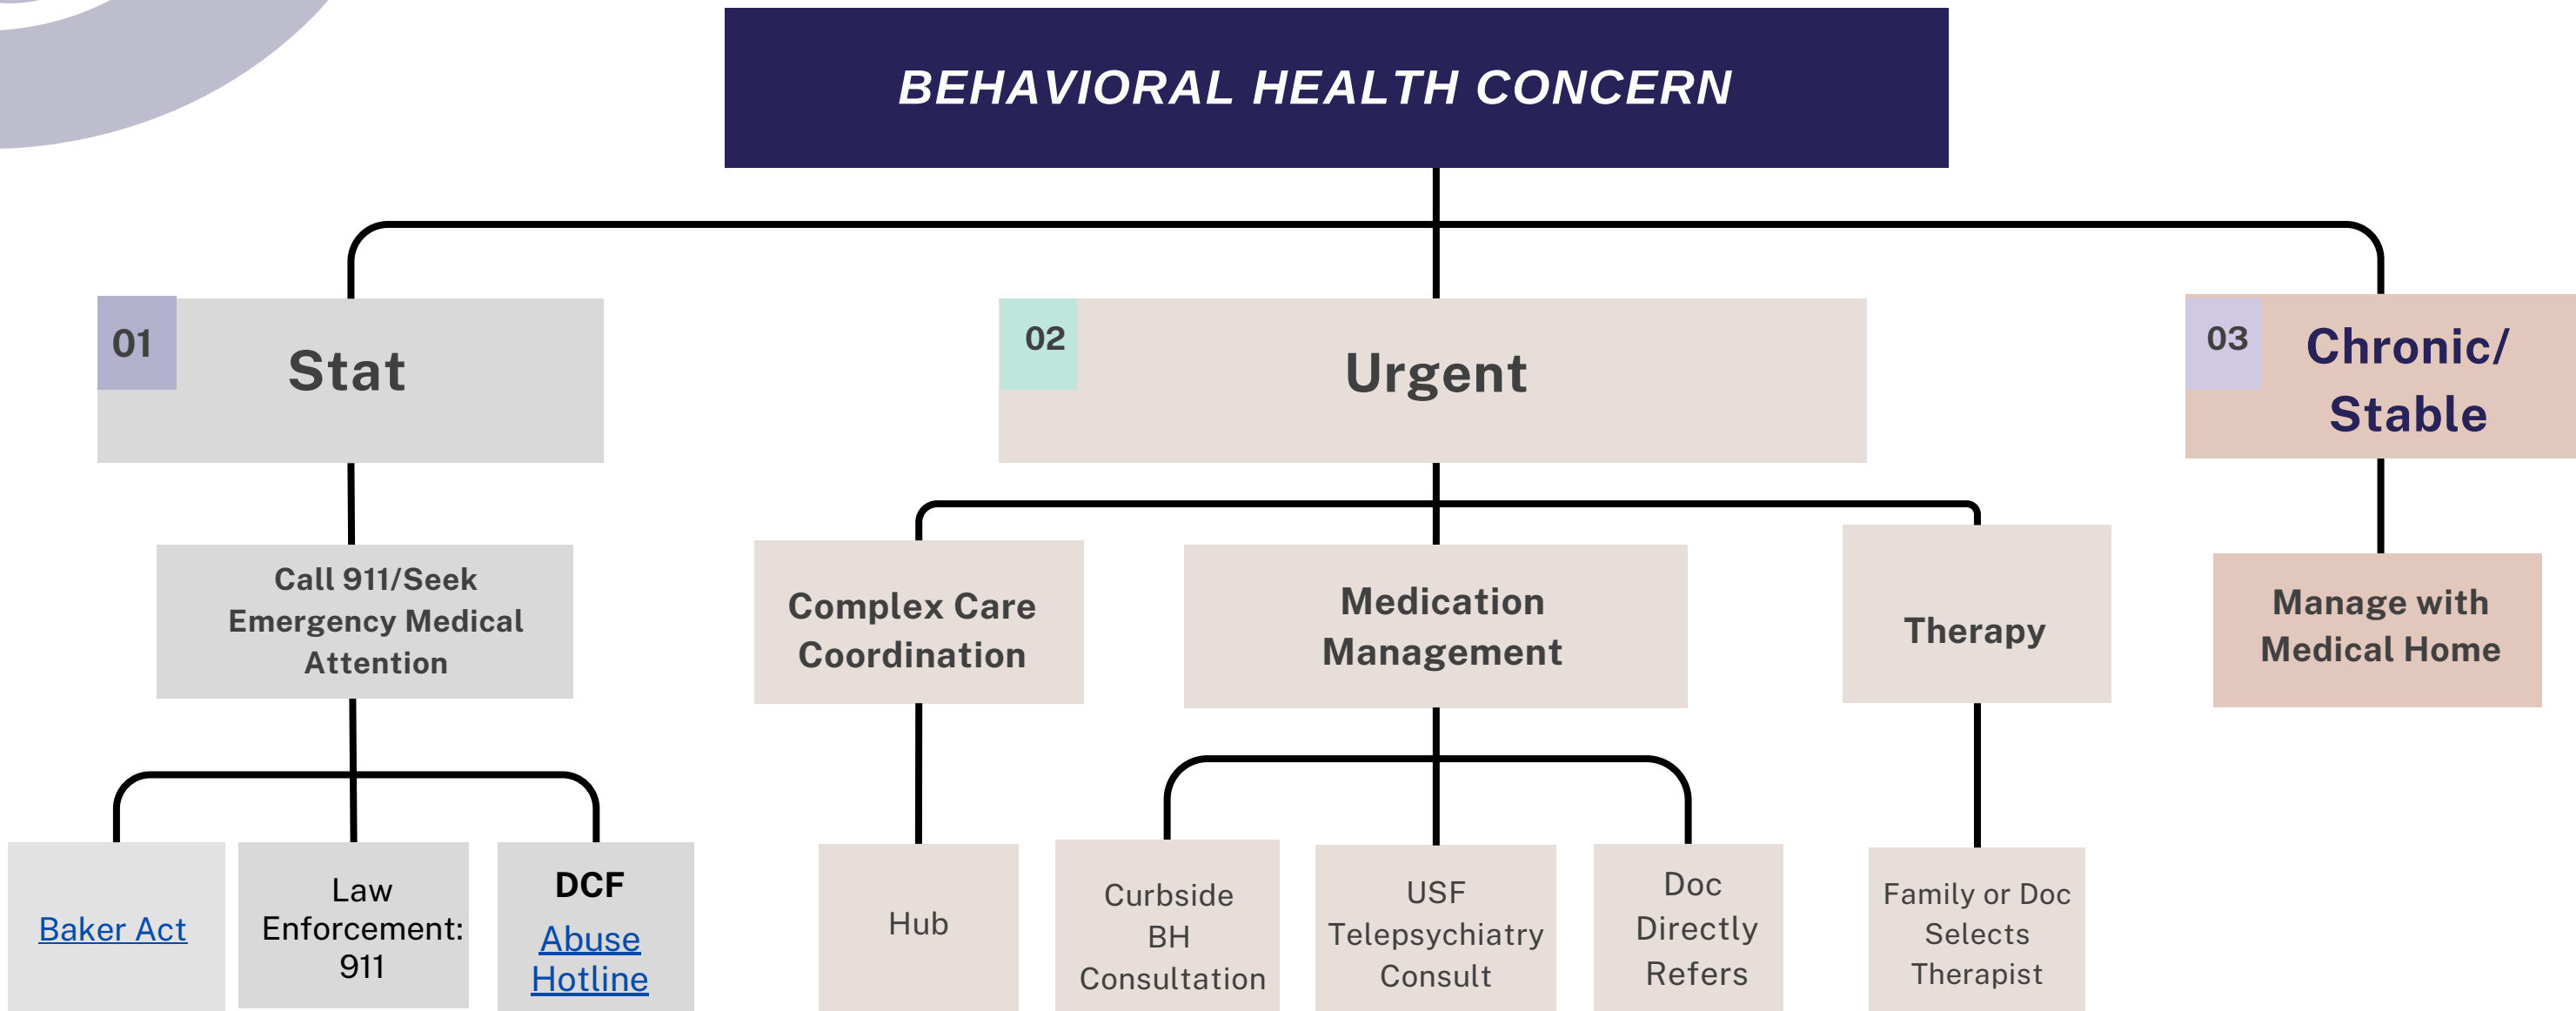 BEHAVIORAL HEALTH CONCERN
01
Stat
02
Urgent
03
Chronic/
Stable
Call 911/Seek
Emergency Medical
Attention
Complex Care
Coordination
Medication
Management
Therapy
Manage with
Medical Home
Baker Act
Law
Enforcement:
911
DCF
Abuse
Hotline
Hub
Curbside
BH
Consultation
USF
Telepsychiatry
Consult
Doc
Directly
Refers
Family or Doc
Selects
Therapist